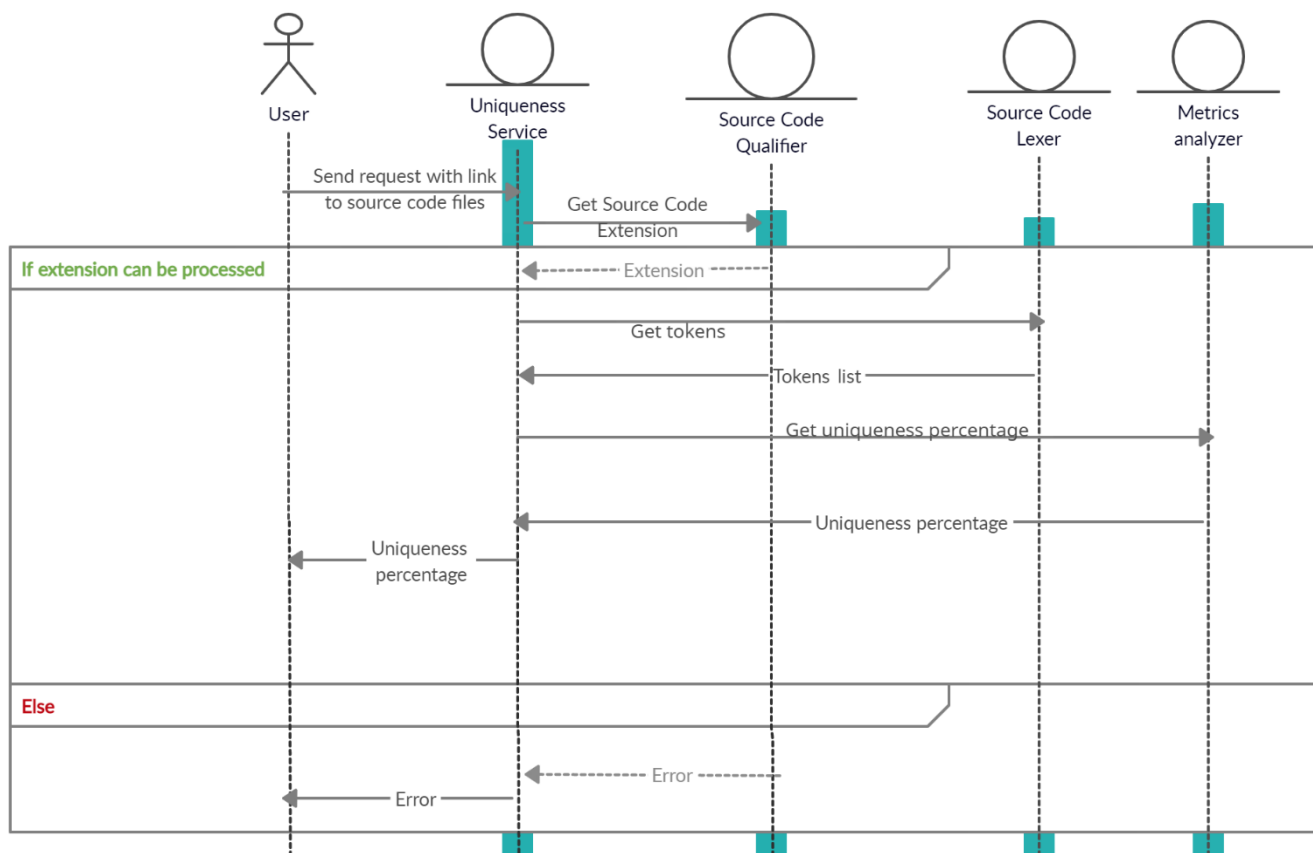 User
Uniqueness
Service
Source Code
Qualifier
Source Code
Lexer
Metrics
analyzer
Send request with link
to source code files
Get Source Code
Extension
If extension can be processed
Extension
Get tokens
Tokens list
Get uniqueness percentage
Uniqueness percentage
Uniqueness
percentage
Else
Error
Error